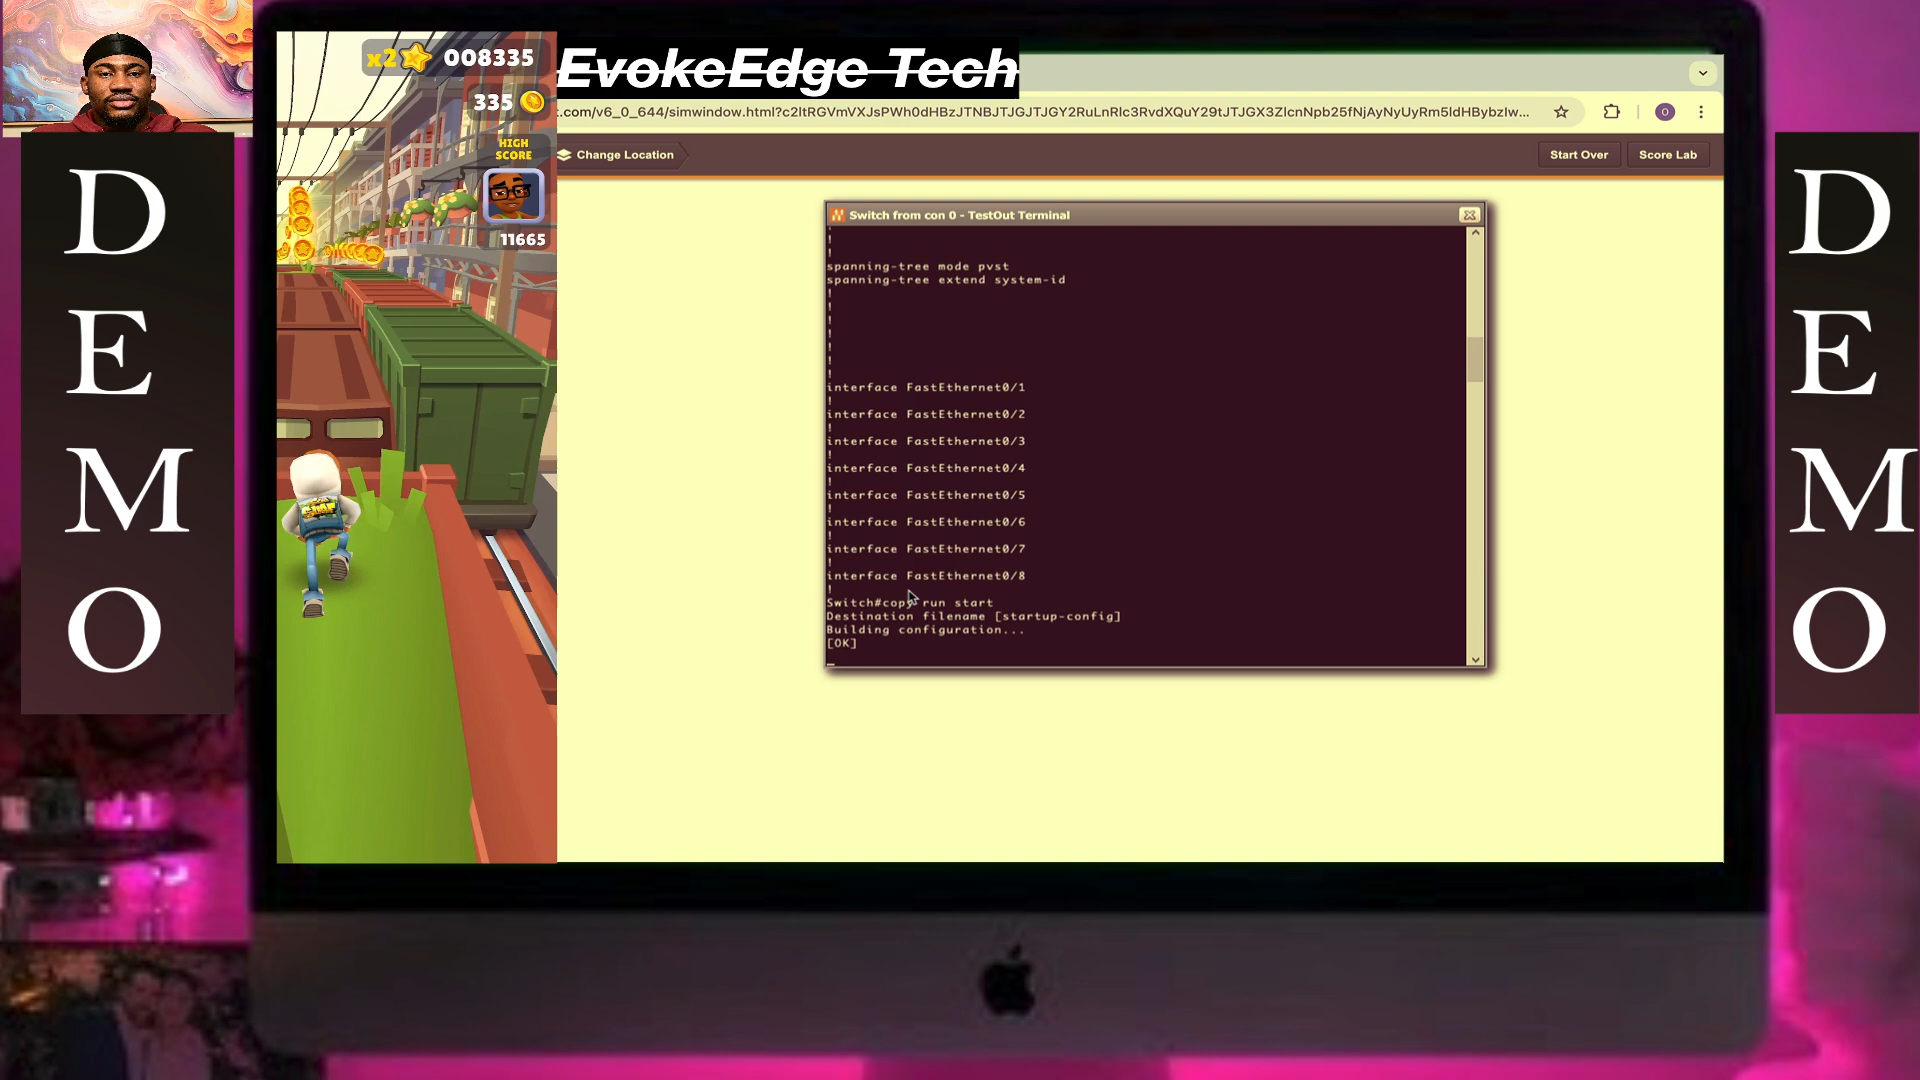 x2 008335
335
HIGH
SCORE
11665
EvokeEdge Tech
.com/v6_0_644/simwindow.html?c2ltRGVmVXJsPWh0dHBzJTNBJTJGJTJGY2RuLnRlc3RvdXQuY29tJTJGX3ZlcnNpb25fNjAyNyUyRm5ldHBybzIw...
O
Change Location
Start Over
Score Lab
Switch from con 0 - TestOut Terminal
!
!
spanning-tree mode pvst
spanning-tree extend system-id
!
!
!
!
!
!
!
interface FastEthernet0/1
!
interface FastEthernet0/2
!
interface FastEthernet0/3
!
interface FastEthernet0/4
!
interface FastEthernet0/5
!
interface FastEthernet0/6
!
interface FastEthernet0/7
!
interface FastEthernet0/8
!
Switch#copy run start
Destination filename [startup-config]
Building configuration...
[OK]
D
E
M
O
D
E
M
O